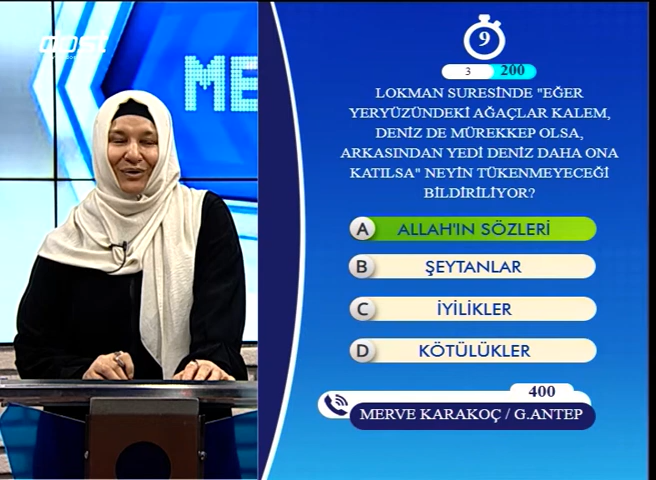 dost
ME
9
3 200
LOKMAN SURESİNDE "EĞER
YERYÜZÜNDEKİ AĞAÇLAR KALEM,
DENİZ DE MÜREKKEP OLSA,
ARKASINDAN YEDİ DENİZ DAHA ONA
KATILSA" NEYİN TÜKENMEYECEĞİ
BİLDİRİLİYOR?
A ALLAH'IN SÖZLERİ
B ŞEYTANLAR
C İYİLİKLER
D KÖTÜLÜKLER
400
MERVE KARAKOÇ / G.ANTEP